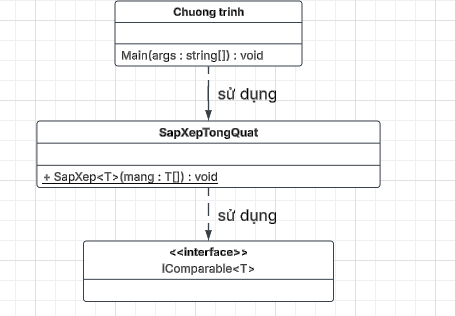 Chuong trinh
Main(args : string[]) : void
sử dụng
SapXepTongQuat
+ SapXep<T>(mang : T[]) : void
sử dụng
<<interface>>
IComparable<T>